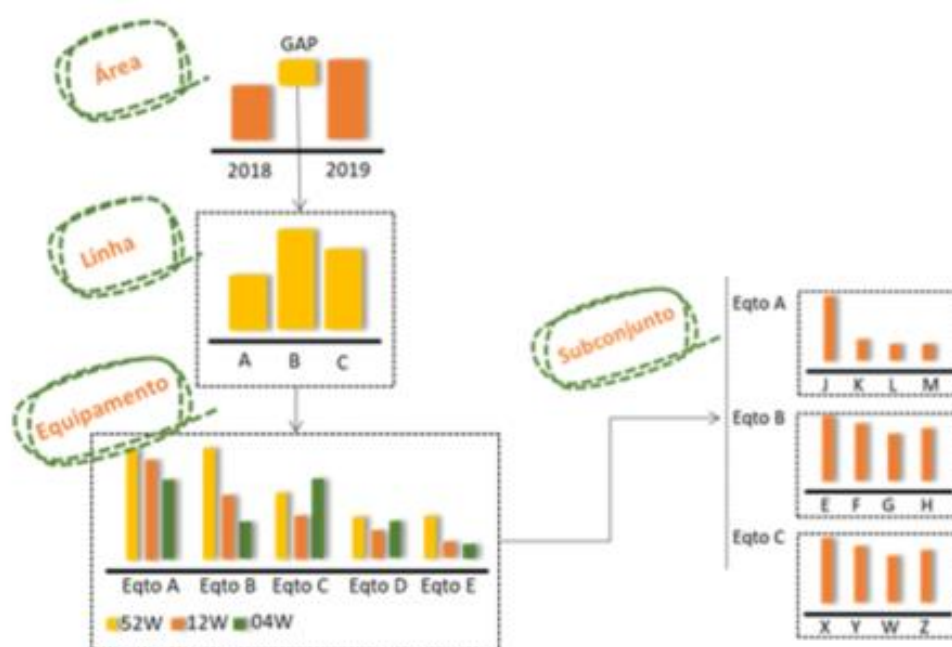 Área
GAP
2018 2019
Linha
A B C
Equipamento
Eqto A Eqto B Eqto C Eqto D Eqto E
52W 12W 04W
Subconjunto
Eqto A
J K L M
Eqto B
E F G H
Eqto C
X Y W Z